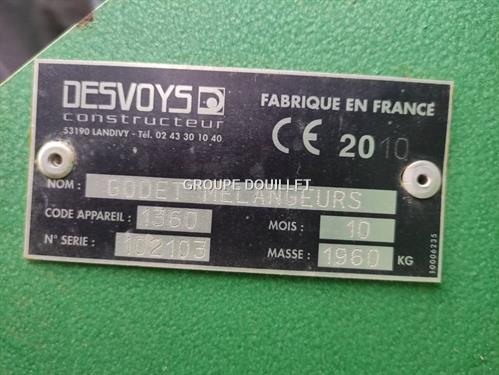 DESVOYS
constructeur
53190 LANDIVY - Tél. 02 43 30 10 40
FABRIQUE EN FRANCE
CE 2010
NOM : GODET MELANGEURS
GROUPE DOUILLET
CODE APPAREIL : 1360
MOIS : 10
N° SERIE : 102103
MASSE : 1960 KG
50006235